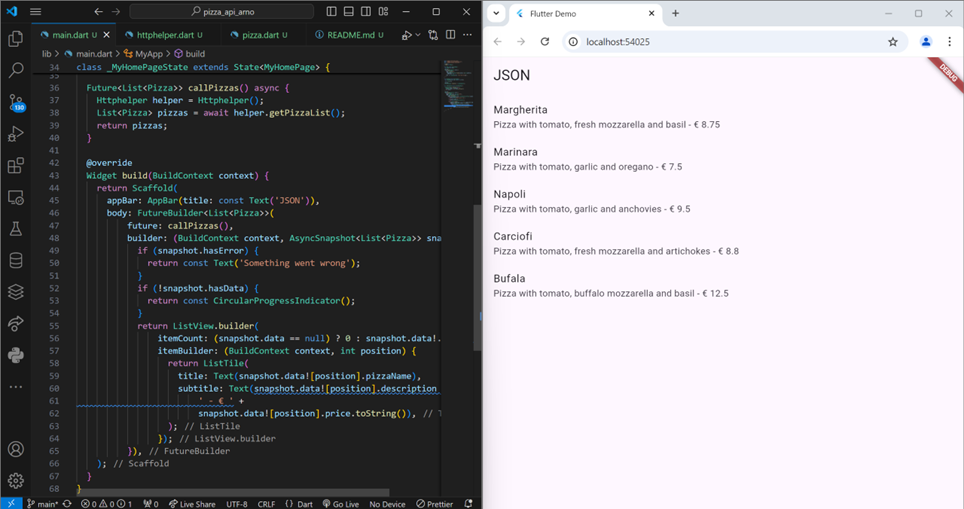 pizza_api_amo
main.dart U
httphelper.dart U
pizza.dart U
README.md U
lib > main.dart > MyApp > build
34 class _MyHomePageState extends State<MyHomePage> {
35
36 Future<List<Pizza>> callPizzas() async {
37 Httphelper helper = Httphelper();
38 List<Pizza> pizzas = await helper.getPizzaList();
39 return pizzas;
40 }
41
42 @override
43 Widget build(BuildContext context) {
44 return Scaffold(
45 appBar: AppBar(title: const Text('JSON')),
46 body: FutureBuilder<List<Pizza>>(
47 future: callPizzas(),
48 builder: (BuildContext context, AsyncSnapshot<List<Pizza>> sna
49 if (snapshot.hasError) {
50 return const Text('Something went wrong');
51 }
52 if (!snapshot.hasData) {
53 return const CircularProgressIndicator();
54 }
55 return ListView.builder(
56 itemCount: (snapshot.data == null) ? 0 : snapshot.data!.
57 itemBuilder: (BuildContext context, int position) {
58 return ListTile(
59 title: Text(snapshot.data![position].pizzaName),
60 subtitle: Text(snapshot.data![position].description
61 ' - € ' +
62 snapshot.data![position].price.toString()), // T
63 ); // ListTile
64 }); // ListView.builder
65 }), // FutureBuilder
66 ); // Scaffold
67 }
68 }
130
main*
0 0 1
0
Live Share
UTF-8
CRLF
{ } Dart
Go Live
No Device
Prettier
Flutter Demo
localhost:54025
DEBUG
JSON
Margherita
Pizza with tomato, fresh mozzarella and basil - € 8.75
Marinara
Pizza with tomato, garlic and oregano - € 7.5
Napoli
Pizza with tomato, garlic and anchovies - € 9.5
Carciofi
Pizza with tomato, fresh mozzarella and artichokes - € 8.8
Bufala
Pizza with tomato, buffalo mozzarella and basil - € 12.5